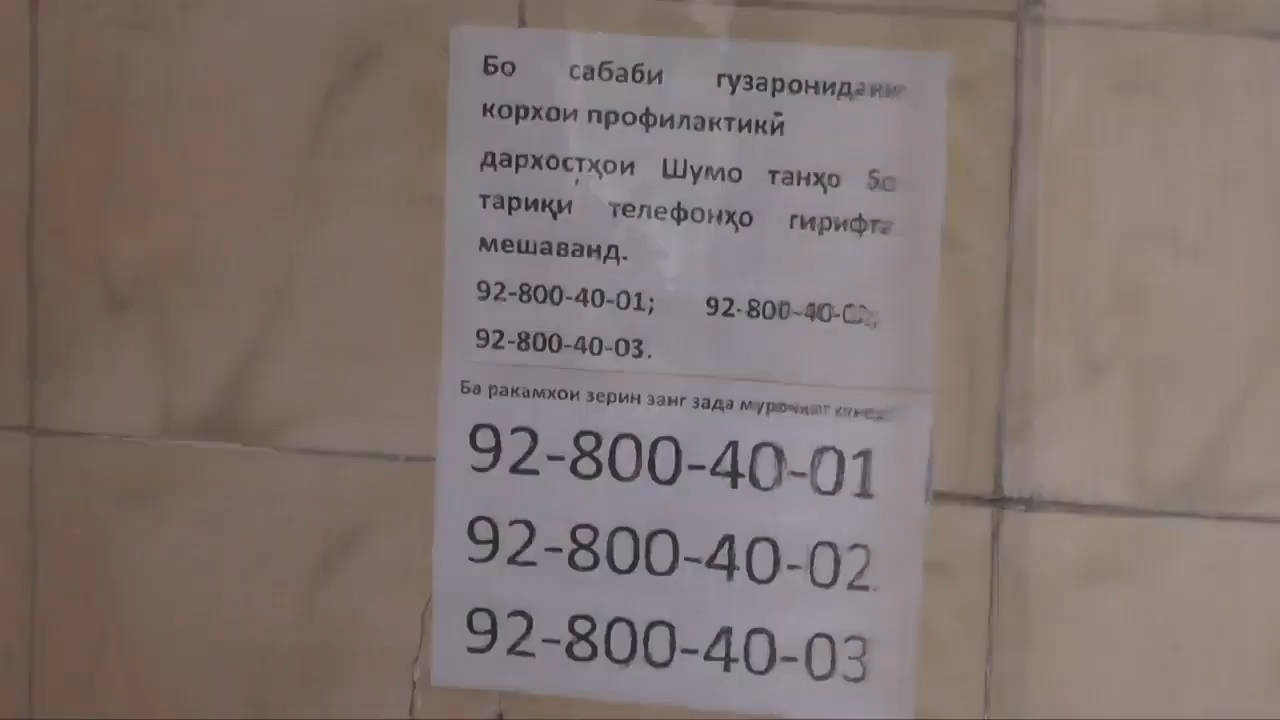 Бо сабаби гузаронидани
корхои профилактикӣ
дархостҳои Шумо танҳо бо
тариқи телефонҳо гирифта
мешаванд.
92-800-40-01; 92-800-40-02;
92-800-40-03.
Ба ракамхои зерин занг зада
92-800-40-01
92-800-40-02
92-800-40-03